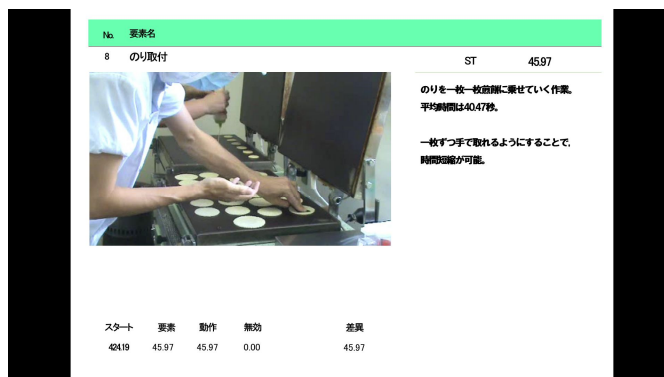 No. 要素名
8 のり取付
ST 45.97
のりを一枚一枚煎餅に乗せていく作業。
平均時間は40.47秒。
一枚ずつ手で取れるようにすることで、
時間短縮が可能。
スタート 要素 動作 無効 差異
424.19 45.97 45.97 0.00 45.97